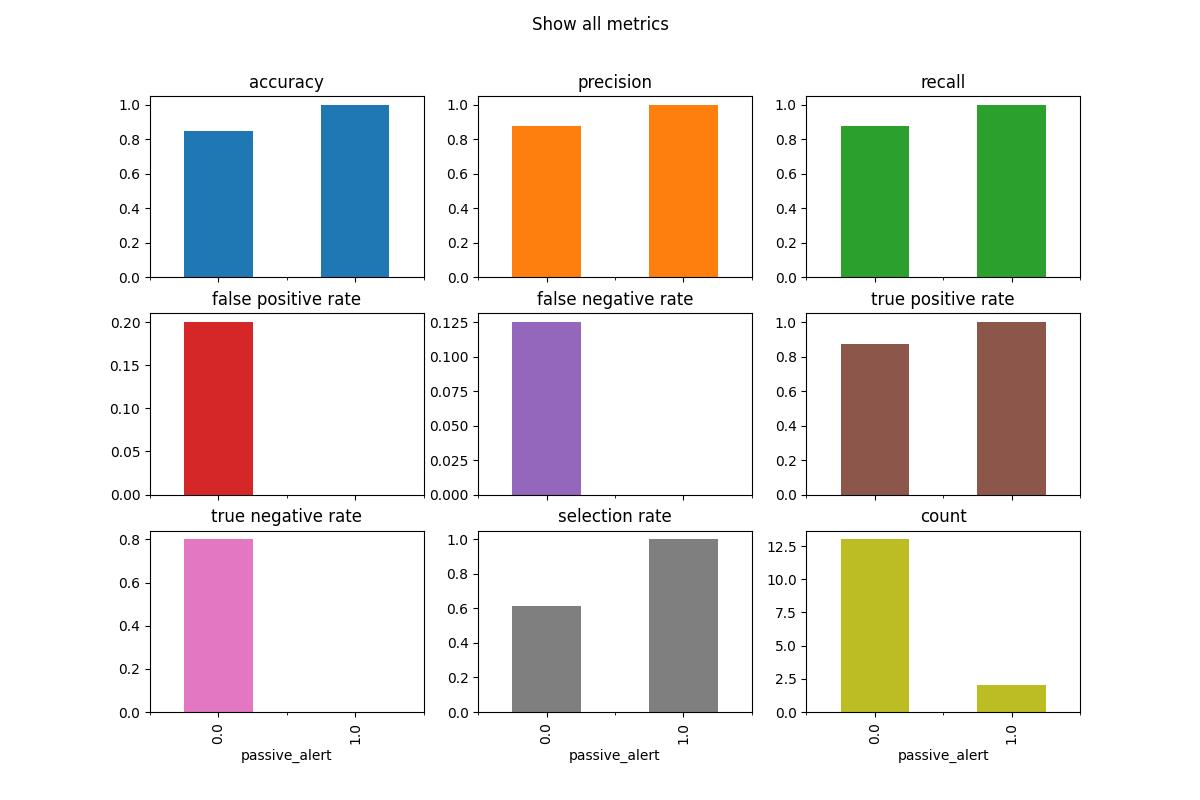 Show all metrics
accuracy precision recall
1.0 1.0 1.0
0.8 0.8 0.8
0.6 0.6 0.6
0.4 0.4 0.4
0.2 0.2 0.2
0.0 0.0 0.0
false positive rate false negative rate true positive rate
0.20 0.125 1.0
0.15 0.100 0.8
0.10 0.075 0.6
0.05 0.050 0.4
0.00 0.025 0.2
0.000 0.0
true negative rate selection rate count
0.8 1.0 12.5
0.6 0.8 10.0
0.4 0.6 7.5
0.2 0.4 5.0
0.0 0.2 2.5
0.0 0.0
0.0 1.0 0.0 1.0 0.0 1.0
passive_alert passive_alert passive_alert